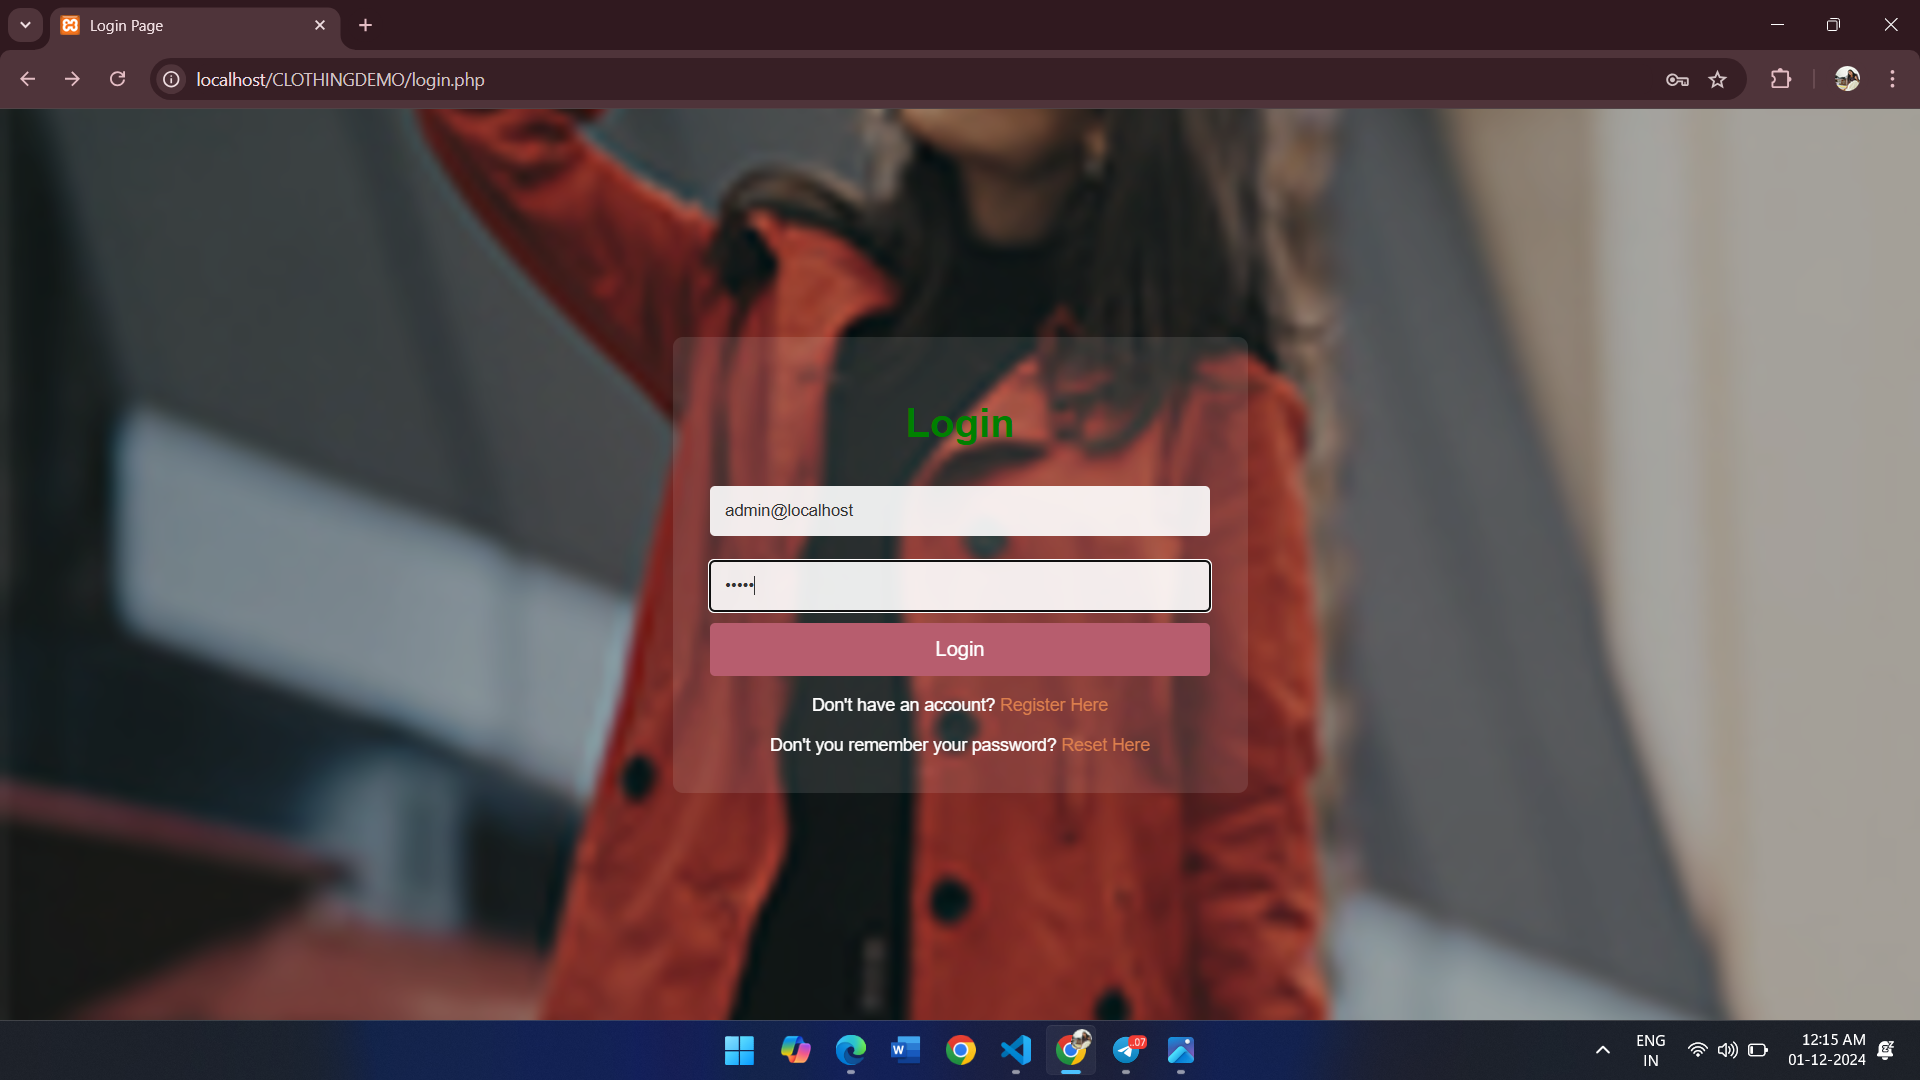 Login Page
localhost/CLOTHINGDEMO/login.php
Login
admin@localhost
•••••
Login
Don't have an account? Register Here
Don't you remember your password? Reset Here
ENG
IN
12:15 AM
01-12-2024